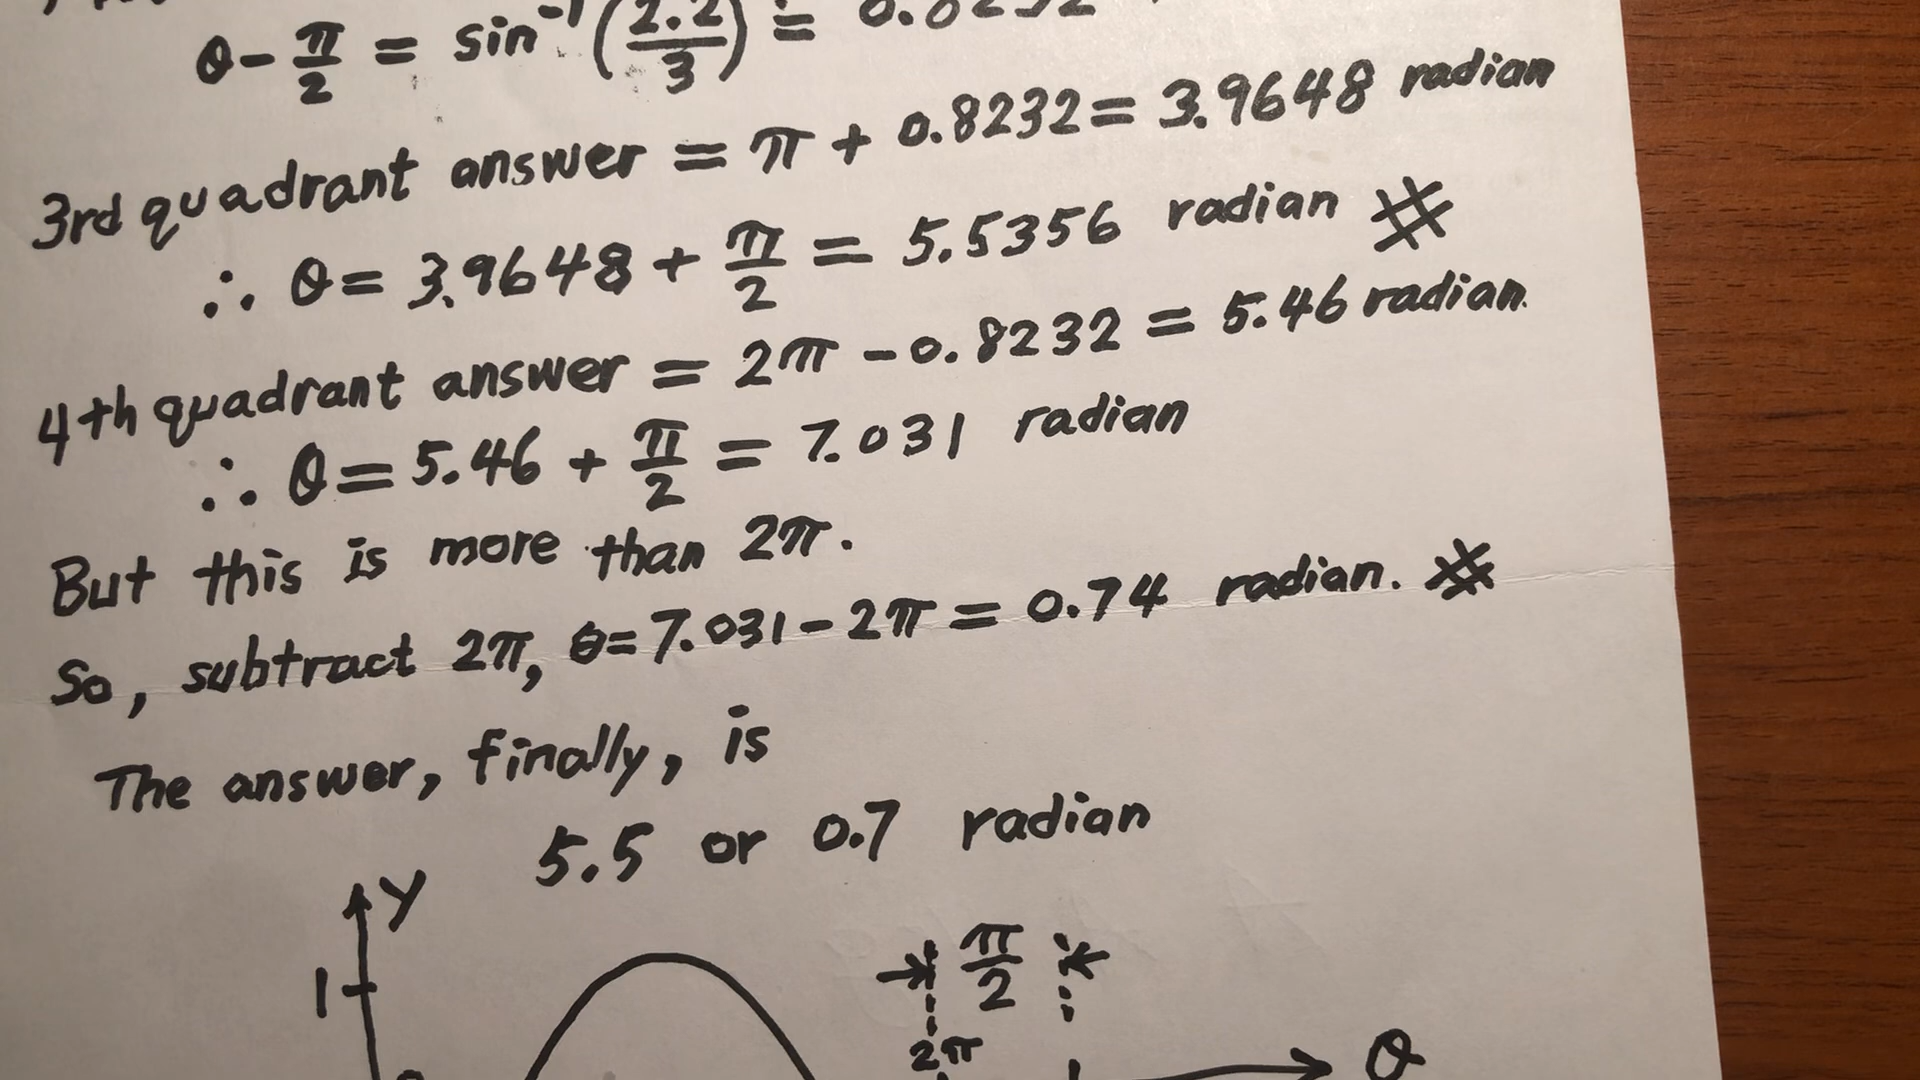 θ - π/2 = sin⁻¹(2.2/3) = 0.8232
3rd quadrant answer = π + 0.8232 = 3.9648 radian
∴ θ = 3.9648 + π/2 = 5.5356 radian #
4th quadrant answer = 2π - 0.8232 = 5.46 radian.
∴ θ = 5.46 + π/2 = 7.031 radian
But this is more than 2π.
So, subtract 2π, θ = 7.031 - 2π = 0.74 radian. #
The answer, finally, is
5.5 or 0.7 radian
y
1
π/2
2π
θ